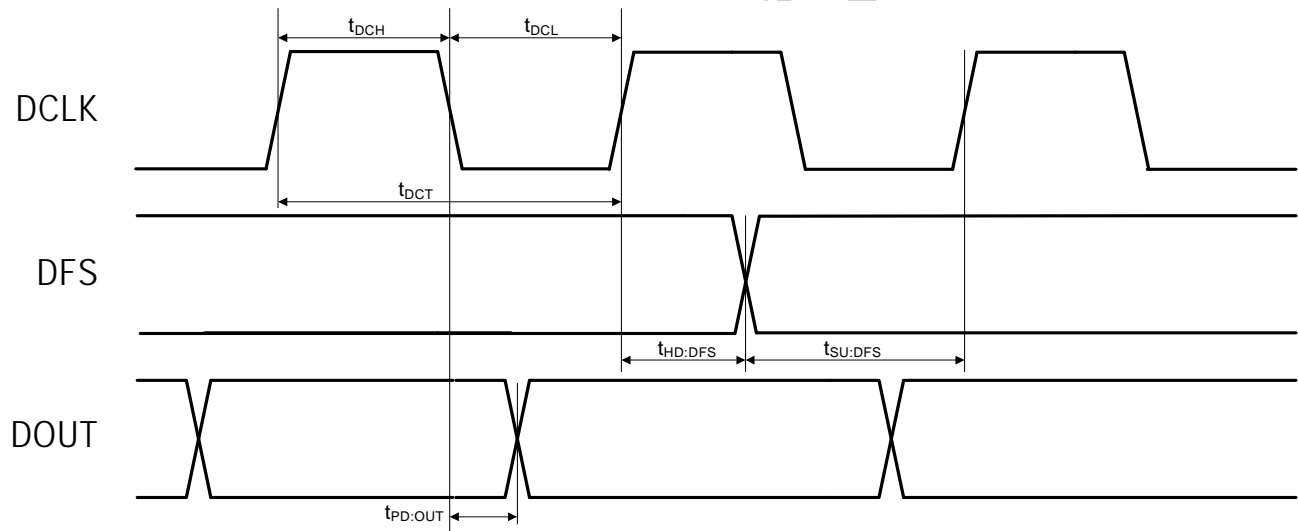 tDCH
tDCL
DCLK
tDCT
DFS
tHD:DFS
tSU:DFS
DOUT
tPD:OUT